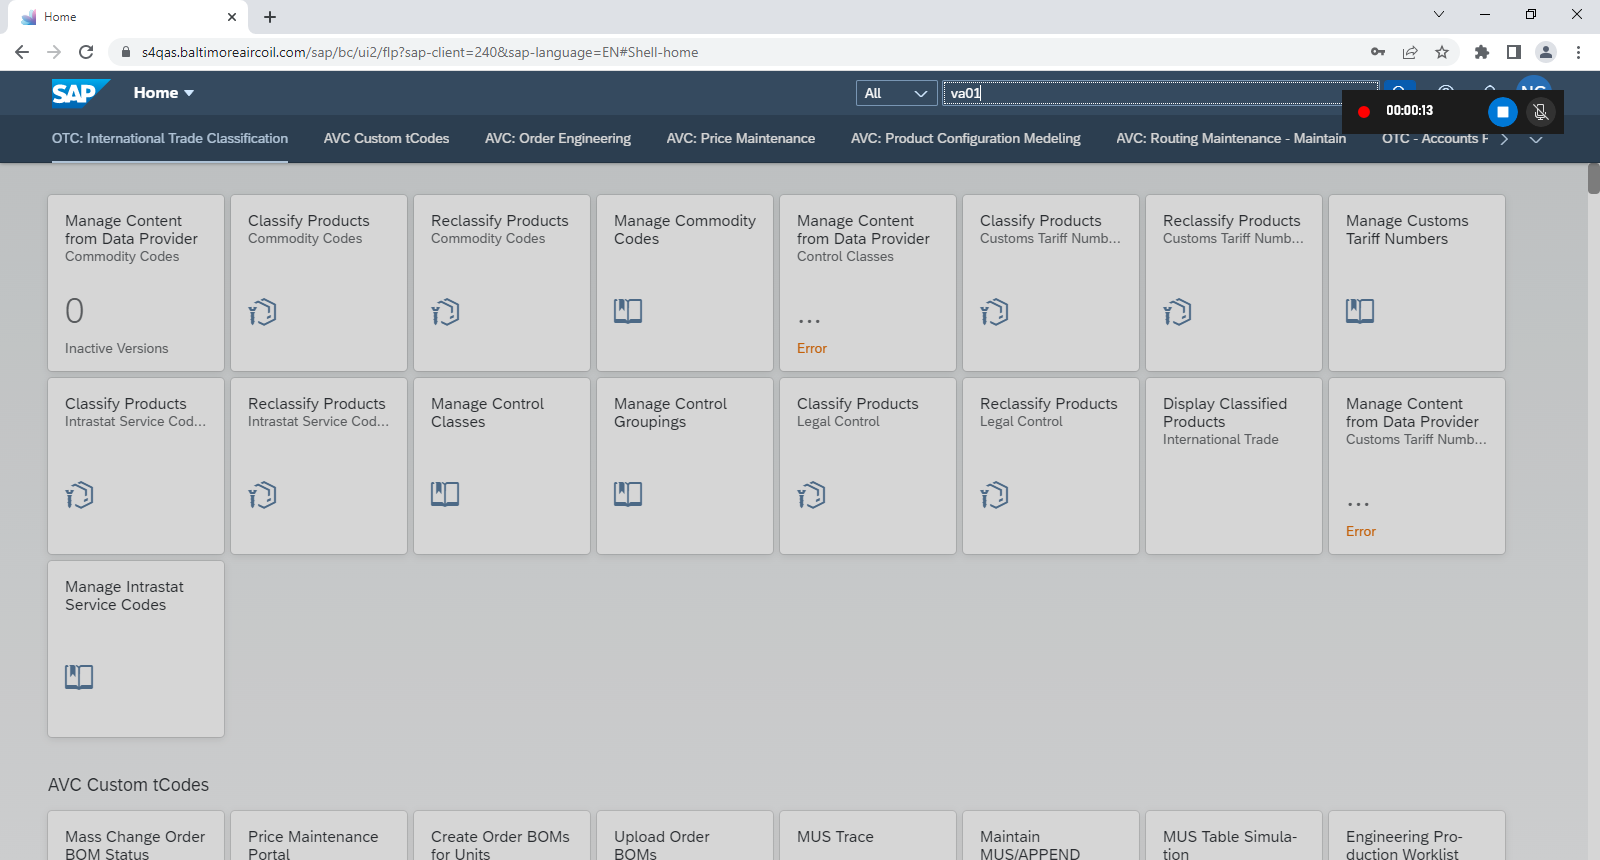 Home
s4qas.baltimoreaircoil.com/sap/bc/ui2/flp?sap-client=240&sap-language=EN#Shell-home
SAP Home All va01
00:00:13
OTC: International Trade Classification AVC Custom tCodes AVC: Order Engineering AVC: Price Maintenance AVC: Product Configuration Medeling AVC: Routing Maintenance - Maintain OTC - Accounts
Manage Content
from Data Provider
Commodity Codes
0
Inactive Versions
Classify Products
Commodity Codes
Reclassify Products
Commodity Codes
Manage Commodity
Codes
Manage Content
from Data Provider
Control Classes
...
Error
Classify Products
Customs Tariff Numb...
Reclassify Products
Customs Tariff Numb...
Manage Customs
Tariff Numbers
Classify Products
Intrastat Service Cod...
Reclassify Products
Intrastat Service Cod...
Manage Control
Classes
Manage Control
Groupings
Classify Products
Legal Control
Reclassify Products
Legal Control
Display Classified
Products
International Trade
Manage Content
from Data Provider
Customs Tariff Numb...
...
Error
Manage Intrastat
Service Codes
AVC Custom tCodes
Mass Change Order
BOM Status
Price Maintenance
Portal
Create Order BOMs
for Units
Upload Order
BOMs
MUS Trace
Maintain
MUS/APPEND
MUS Table Simula-
tion
Engineering Pro-
duction Worklist